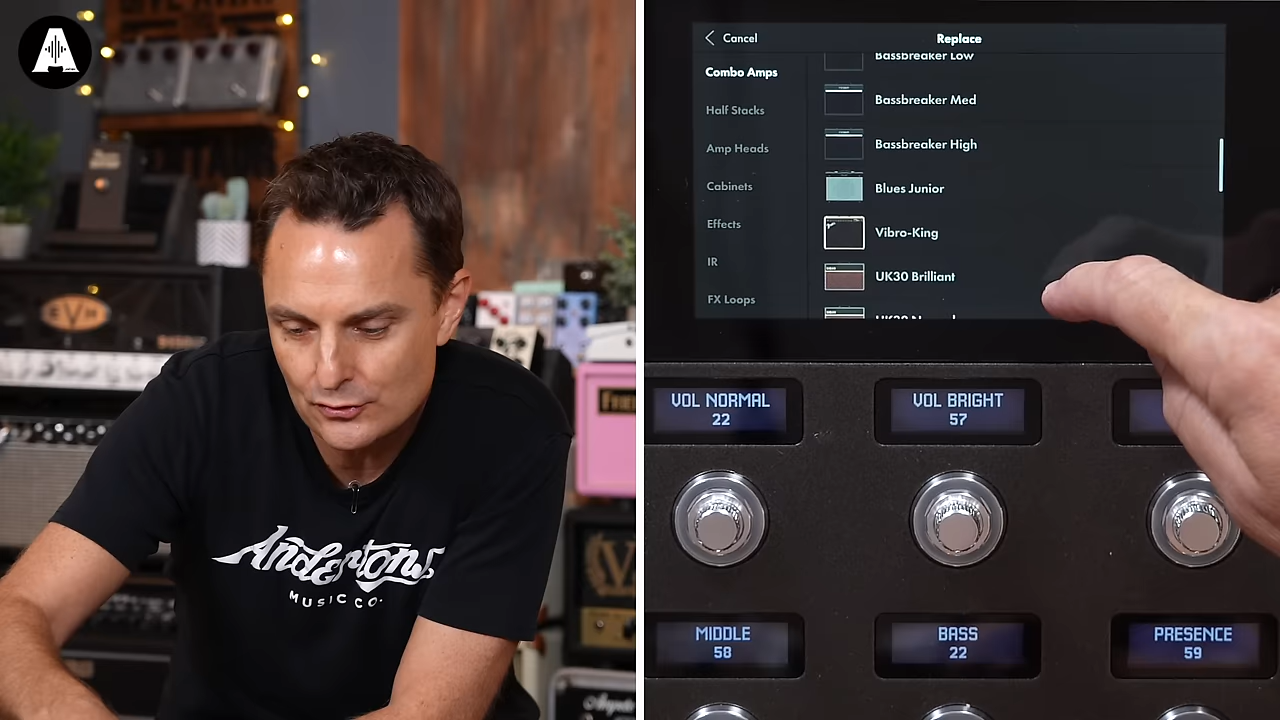 A
EVH
Andertons
MUSIC CO.
Cancel
Replace
Combo Amps
Half Stacks
Amp Heads
Cabinets
Effects
IR
FX Loops
Bassbreaker Low
Bassbreaker Med
Bassbreaker High
Blues Junior
Vibro-King
UK30 Brilliant
VOL NORMAL
22
VOL BRIGHT
57
MIDDLE
58
BASS
22
PRESENCE
59